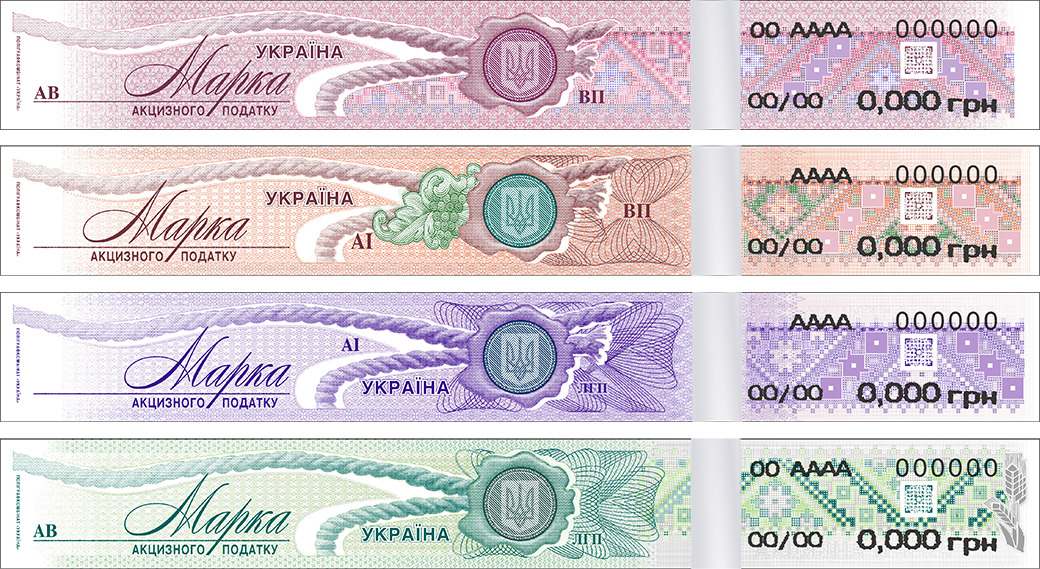 УКРАЇНА
Марка
АКЦИЗНОГО ПОДАТКУ
АВ
ВП
00 АААА 000000
00/00 0,000 грн
УКРАЇНА
Марка
АКЦИЗНОГО ПОДАТКУ
АІ
ВП
АААА 000000
00/00 0,000 грн
АІ
Марка
УКРАЇНА
АКЦИЗНОГО ПОДАТКУ
ЛГП
АААА 000000
00/00 0,000 грн
Марка
УКРАЇНА
АВ
АКЦИЗНОГО ПОДАТКУ
ЛГП
00 АААА 000000
00/00 0,000 грн